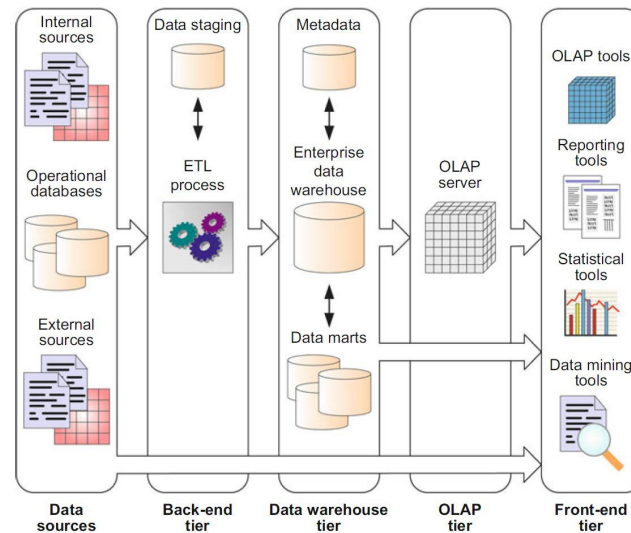 Internal
sources
Operational
databases
External
sources
Data
sources
Data staging
ETL
process
Back-end
tier
Metadata
Enterprise
data
warehouse
Data marts
Data warehouse
tier
OLAP
server
OLAP
tier
OLAP tools
Reporting
tools
Statistical
tools
Data mining
tools
Front-end
tier